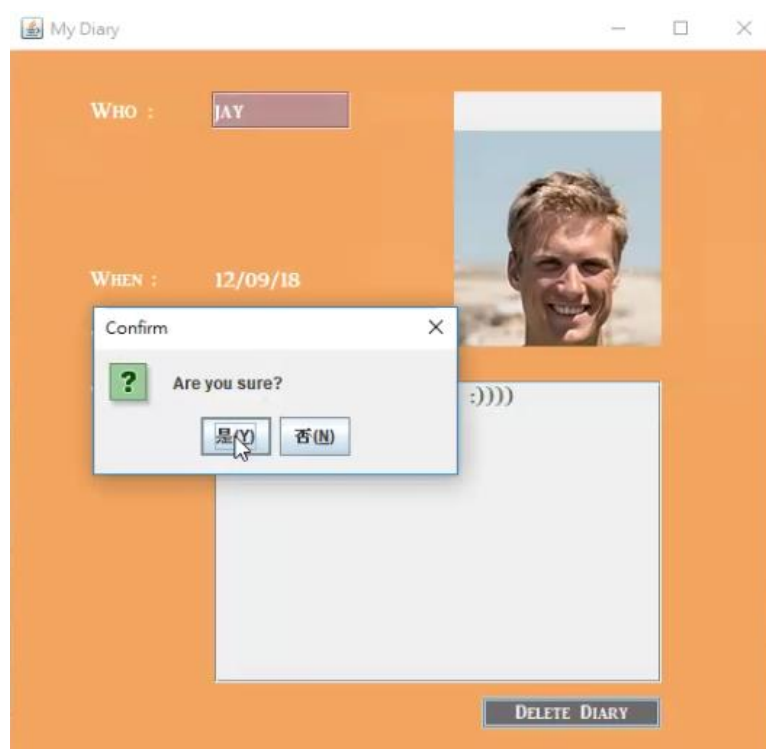 My Diary
WHO :
JAY
WHEN :
12/09/18
Confirm
Are you sure?
是(Y)
否(N)
:))))
DELETE DIARY